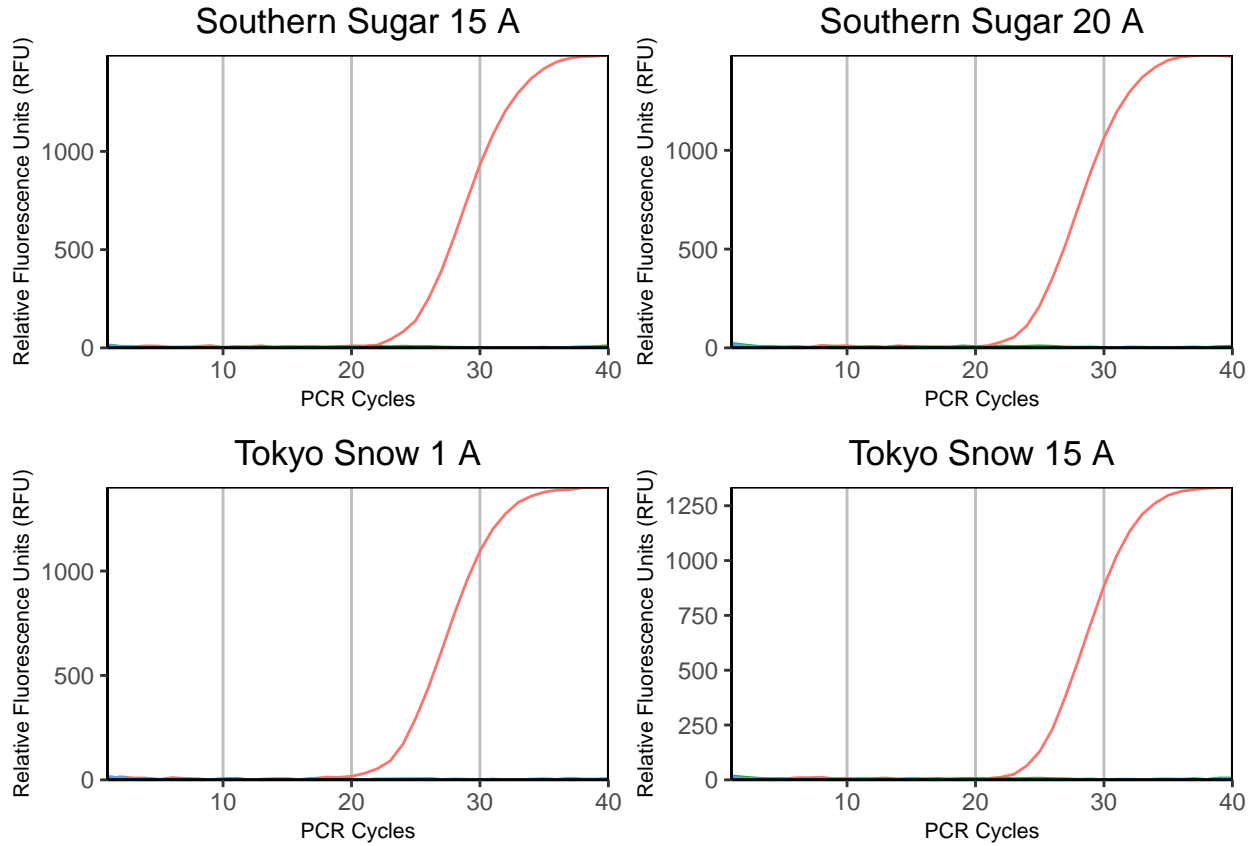 Southern Sugar 15 A
Relative Fluorescence Units (RFU)
1000
500
0
10 20 30 40
PCR Cycles
Southern Sugar 20 A
Relative Fluorescence Units (RFU)
1000
500
0
10 20 30 40
PCR Cycles
Tokyo Snow 1 A
Relative Fluorescence Units (RFU)
1000
500
0
10 20 30 40
PCR Cycles
Tokyo Snow 15 A
Relative Fluorescence Units (RFU)
1250
1000
750
500
250
0
10 20 30 40
PCR Cycles